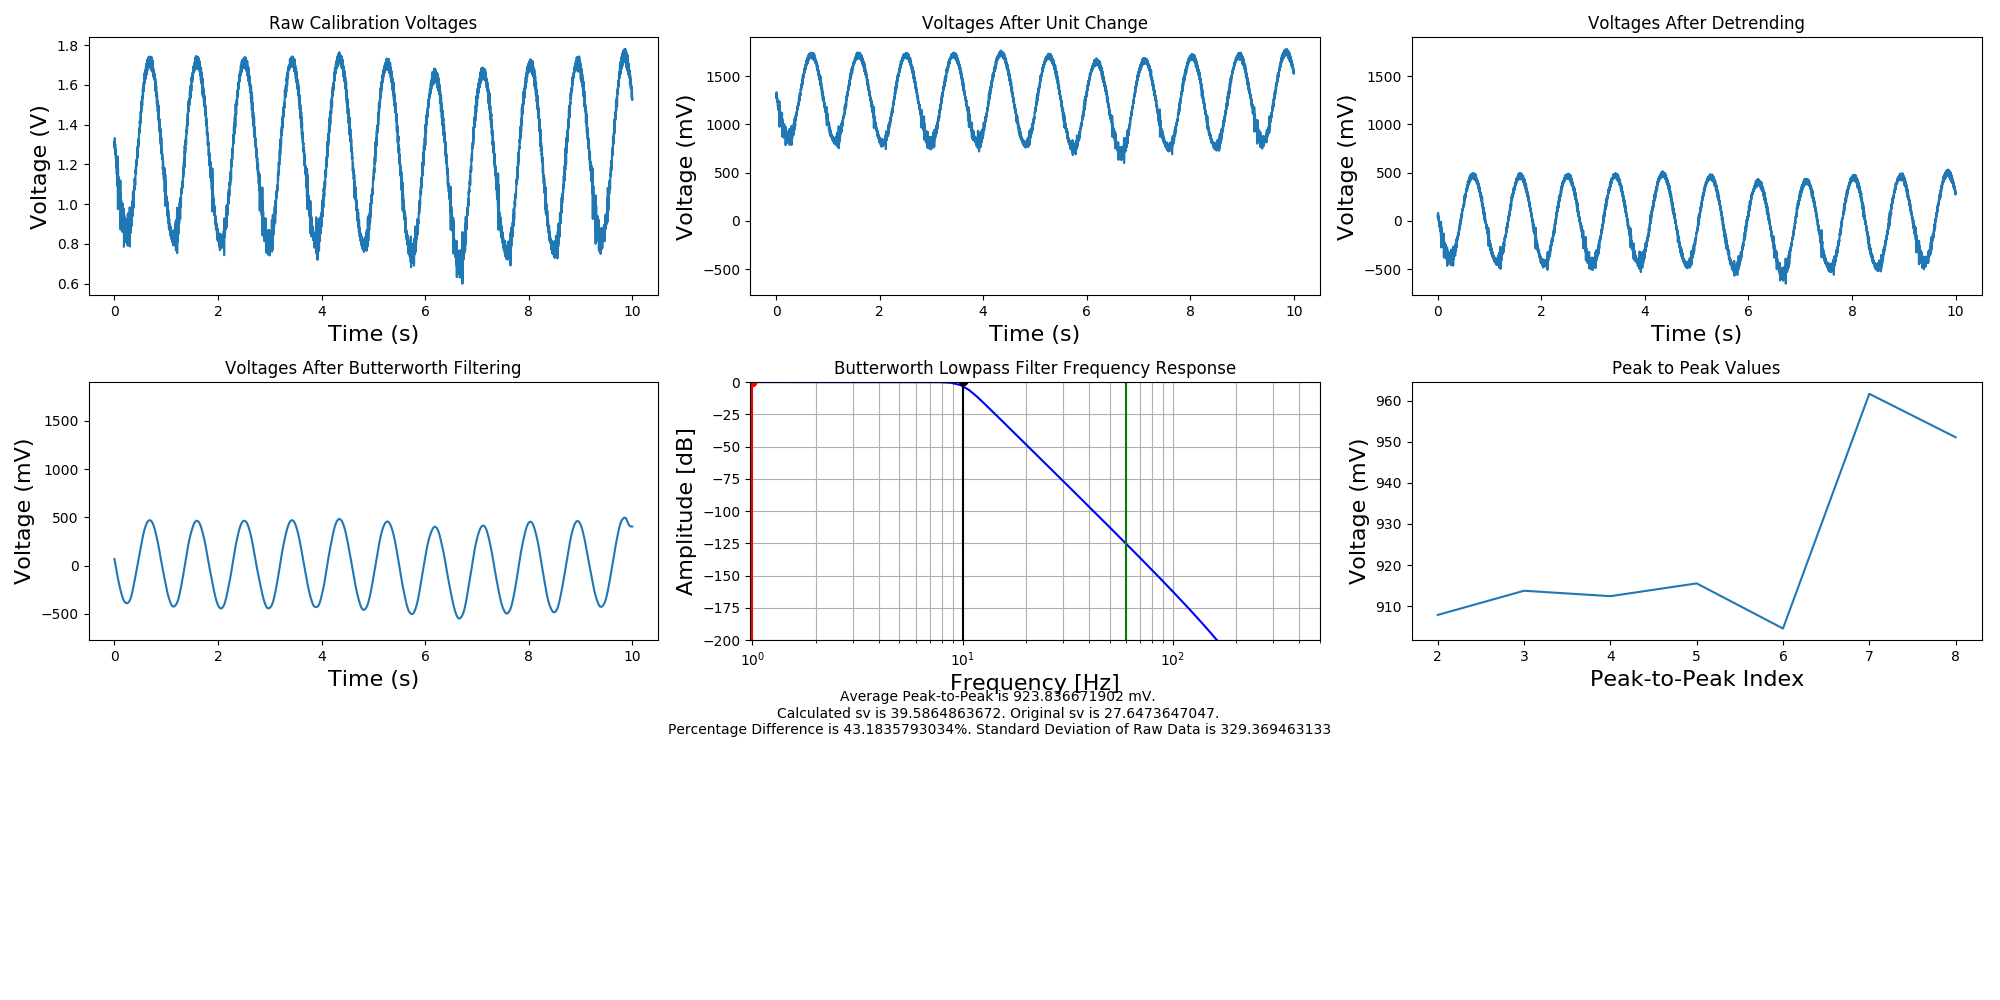 Raw Calibration Voltages
Voltage (V)
1.8
1.6
1.4
1.2
1.0
0.8
0.6
0 2 4 6 8 10
Time (s)
Voltages After Unit Change
Voltage (mV)
1500
1000
500
0
−500
0 2 4 6 8 10
Time (s)
Voltages After Detrending
Voltage (mV)
1500
1000
500
0
−500
0 2 4 6 8 10
Time (s)
Voltages After Butterworth Filtering
Voltage (mV)
1500
1000
500
0
−500
0 2 4 6 8 10
Time (s)
Butterworth Lowpass Filter Frequency Response
Amplitude [dB]
0
−25
−50
−75
−100
−125
−150
−175
−200
10⁰ 10¹ 10²
Frequency [Hz]
Peak to Peak Values
Voltage (mV)
960
950
940
930
920
910
2 3 4 5 6 7 8
Peak-to-Peak Index
Average Peak-to-Peak is 923.836671902 mV.
Calculated sv is 39.5864863672. Original sv is 27.6473647047.
Percentage Difference is 43.1835793034%. Standard Deviation of Raw Data is 329.369463133